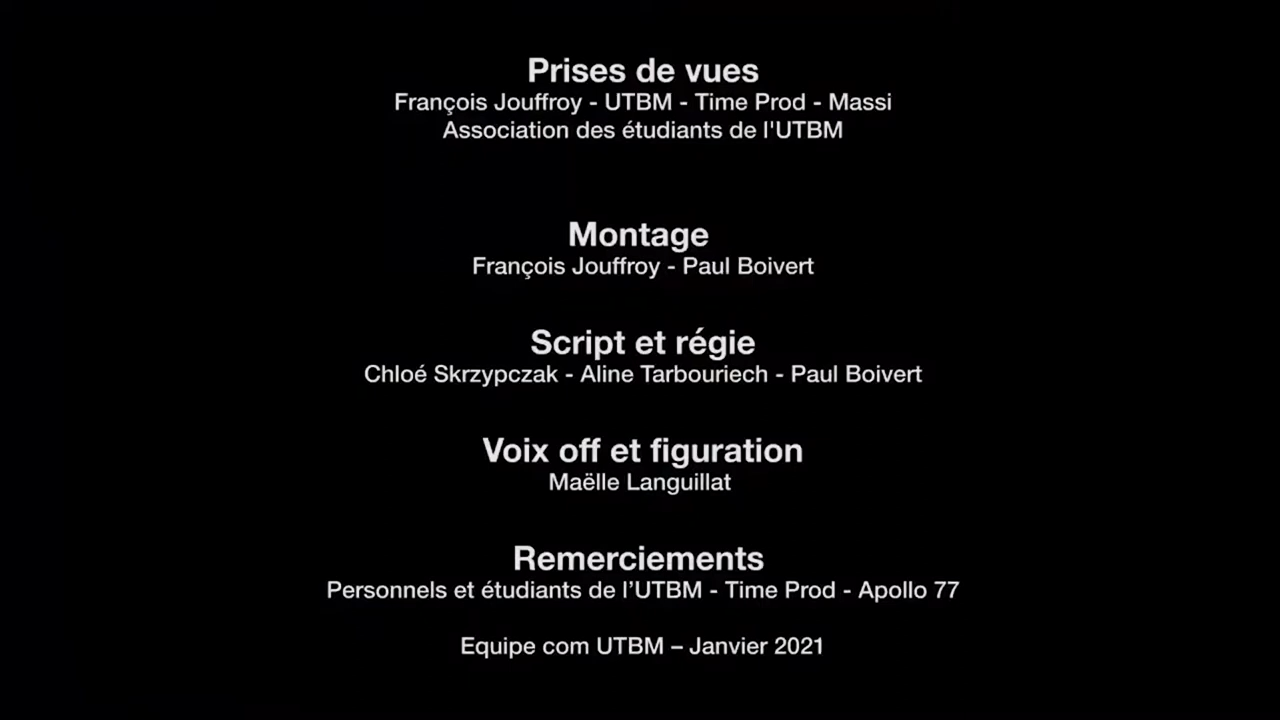 Prises de vues
François Jouffroy - UTBM - Time Prod - Massi
Association des étudiants de l'UTBM
Montage
François Jouffroy - Paul Boivert
Script et régie
Chloé Skrzypczak - Aline Tarbouriech - Paul Boivert
Voix off et figuration
Maëlle Languillat
Remerciements
Personnels et étudiants de l’UTBM - Time Prod - Apollo 77
Equipe com UTBM – Janvier 2021